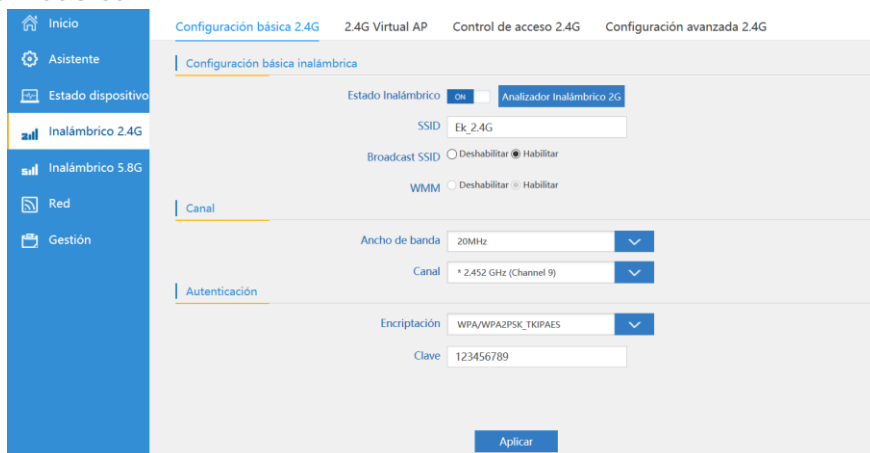 Inicio
Asistente
Estado dispositivo
Inalámbrico 2.4G
Inalámbrico 5.8G
Red
Gestión
Configuración básica 2.4G 2.4G Virtual AP Control de acceso 2.4G Configuración avanzada 2.4G
Configuración básica inalámbrica
Estado Inalámbrico ON Analizador Inalámbrico 2G
SSID Ek_2.4G
Broadcast SSID Deshabilitar Habilitar
WMM Deshabilitar Habilitar
Canal
Ancho de banda 20MHz
Canal * 2.452 GHz (Channel 9)
Autenticación
Encriptación WPA/WPA2PSK_TKIPAES
Clave 123456789
Aplicar